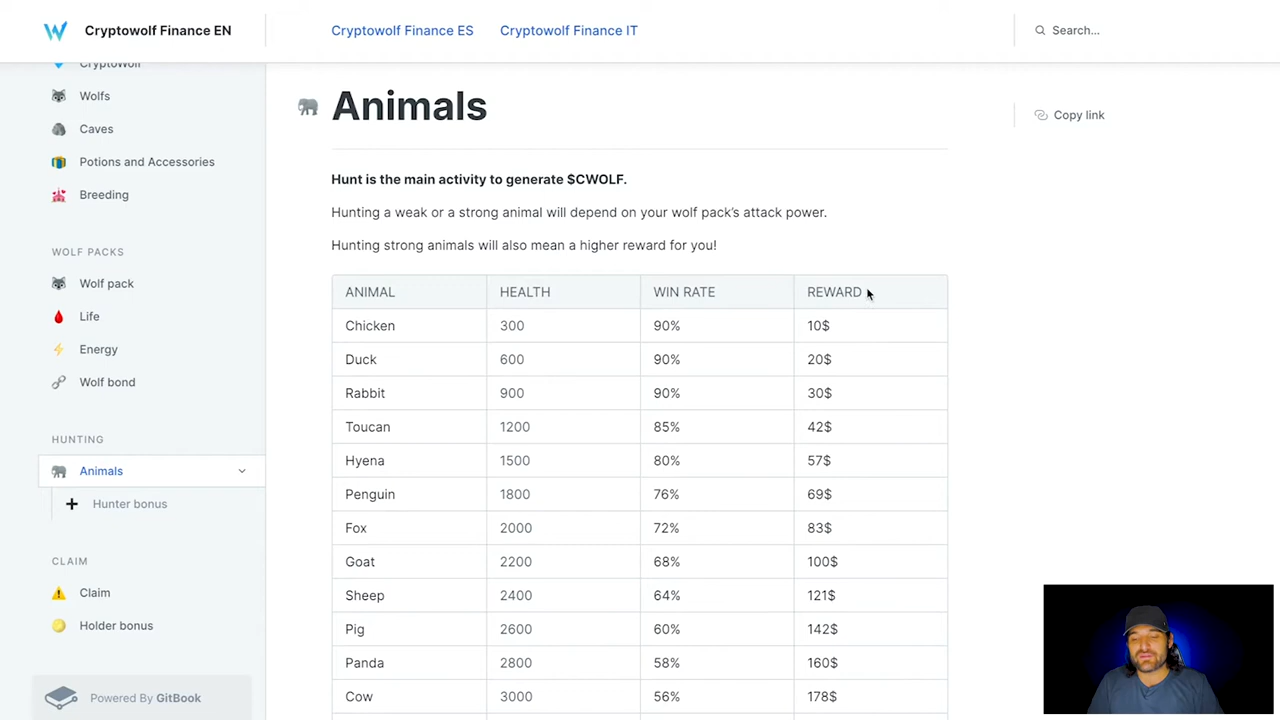 Cryptowolf Finance EN
Cryptowolf Finance ES
Cryptowolf Finance IT
Search...
CryptoWolf
Wolfs
Caves
Potions and Accessories
Breeding
WOLF PACKS
Wolf pack
Life
Energy
Wolf bond
HUNTING
Animals
Hunter bonus
CLAIM
Claim
Holder bonus
Powered By GitBook
Animals
Copy link
Hunt is the main activity to generate $CWOLF.
Hunting a weak or a strong animal will depend on your wolf pack's attack power.
Hunting strong animals will also mean a higher reward for you!
ANIMAL HEALTH WIN RATE REWARD
Chicken 300 90% 10$
Duck 600 90% 20$
Rabbit 900 90% 30$
Toucan 1200 85% 42$
Hyena 1500 80% 57$
Penguin 1800 76% 69$
Fox 2000 72% 83$
Goat 2200 68% 100$
Sheep 2400 64% 121$
Pig 2600 60% 142$
Panda 2800 58% 160$
Cow 3000 56% 178$